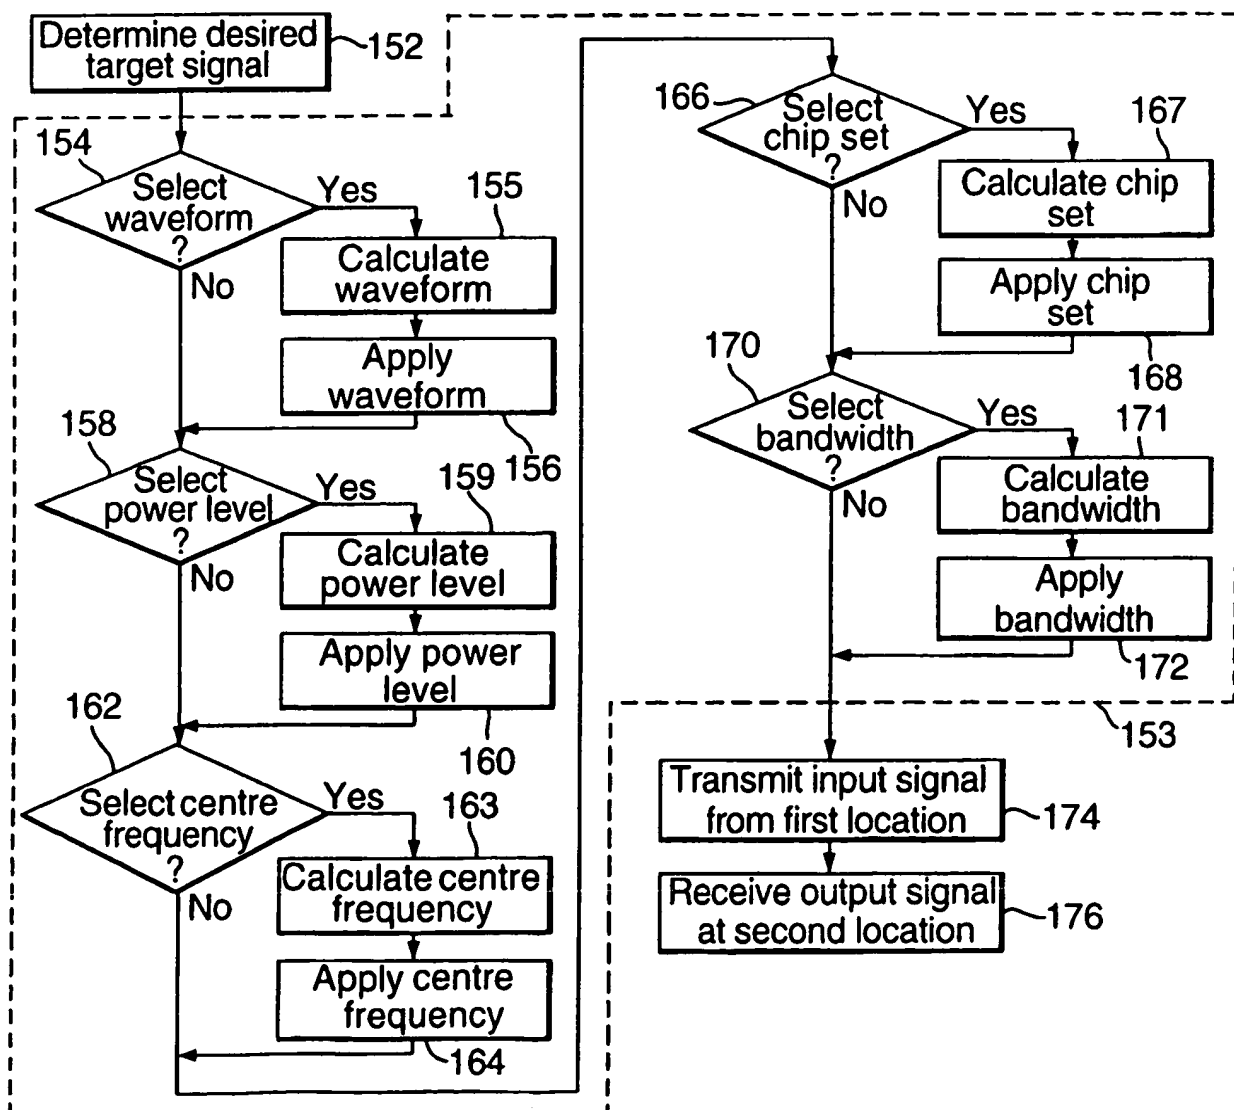 Determine desired
target signal
152
154
Select
waveform
?
Yes
No
155
Calculate
waveform
Apply
waveform
156
158
Select
power level
?
Yes
No
159
Calculate
power level
Apply power
level
160
162
Select centre
frequency
?
Yes
No
163
Calculate centre
frequency
Apply centre
frequency
164
166
Select
chip set
?
Yes
No
167
Calculate chip
set
Apply chip
set
168
170
Select
bandwidth
?
Yes
No
171
Calculate
bandwidth
Apply
bandwidth
172
153
Transmit input signal
from first location
174
Receive output signal
at second location
176